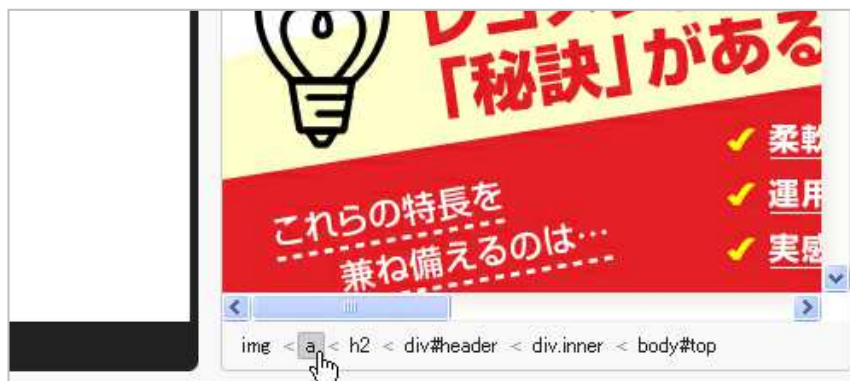 「秘訣」がある
柔軟
運用
実感
これらの特長を
兼ね備えるのは…
img < a < h2 < div#header < div.inner < body#top